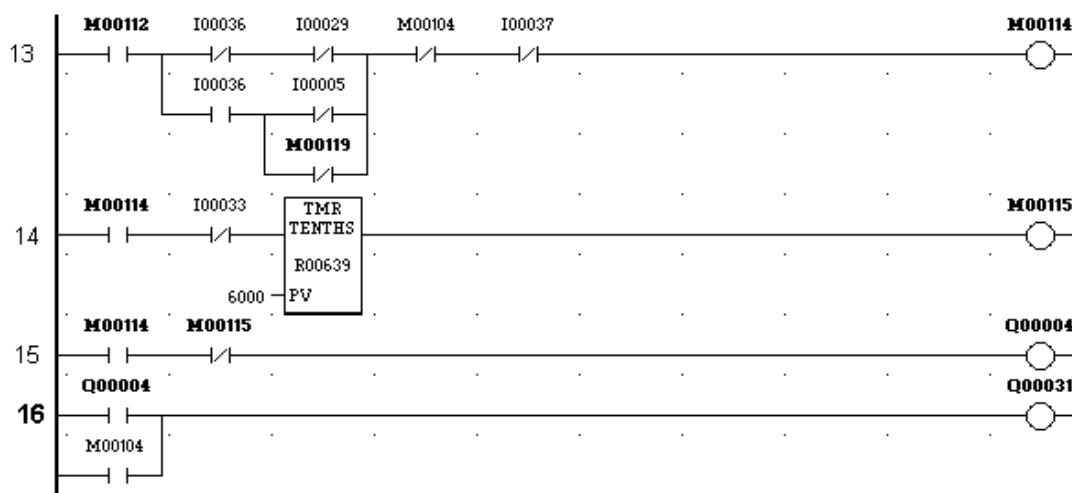 M00112 I00036 I00029 M00104 I00037 M00114
13
I00036 I00005
M00119
M00114 I00033 TMR M00115
TENTHS
14
R00639
6000 PV
M00114 M00115 Q00004
15
Q00004 Q00031
16
M00104